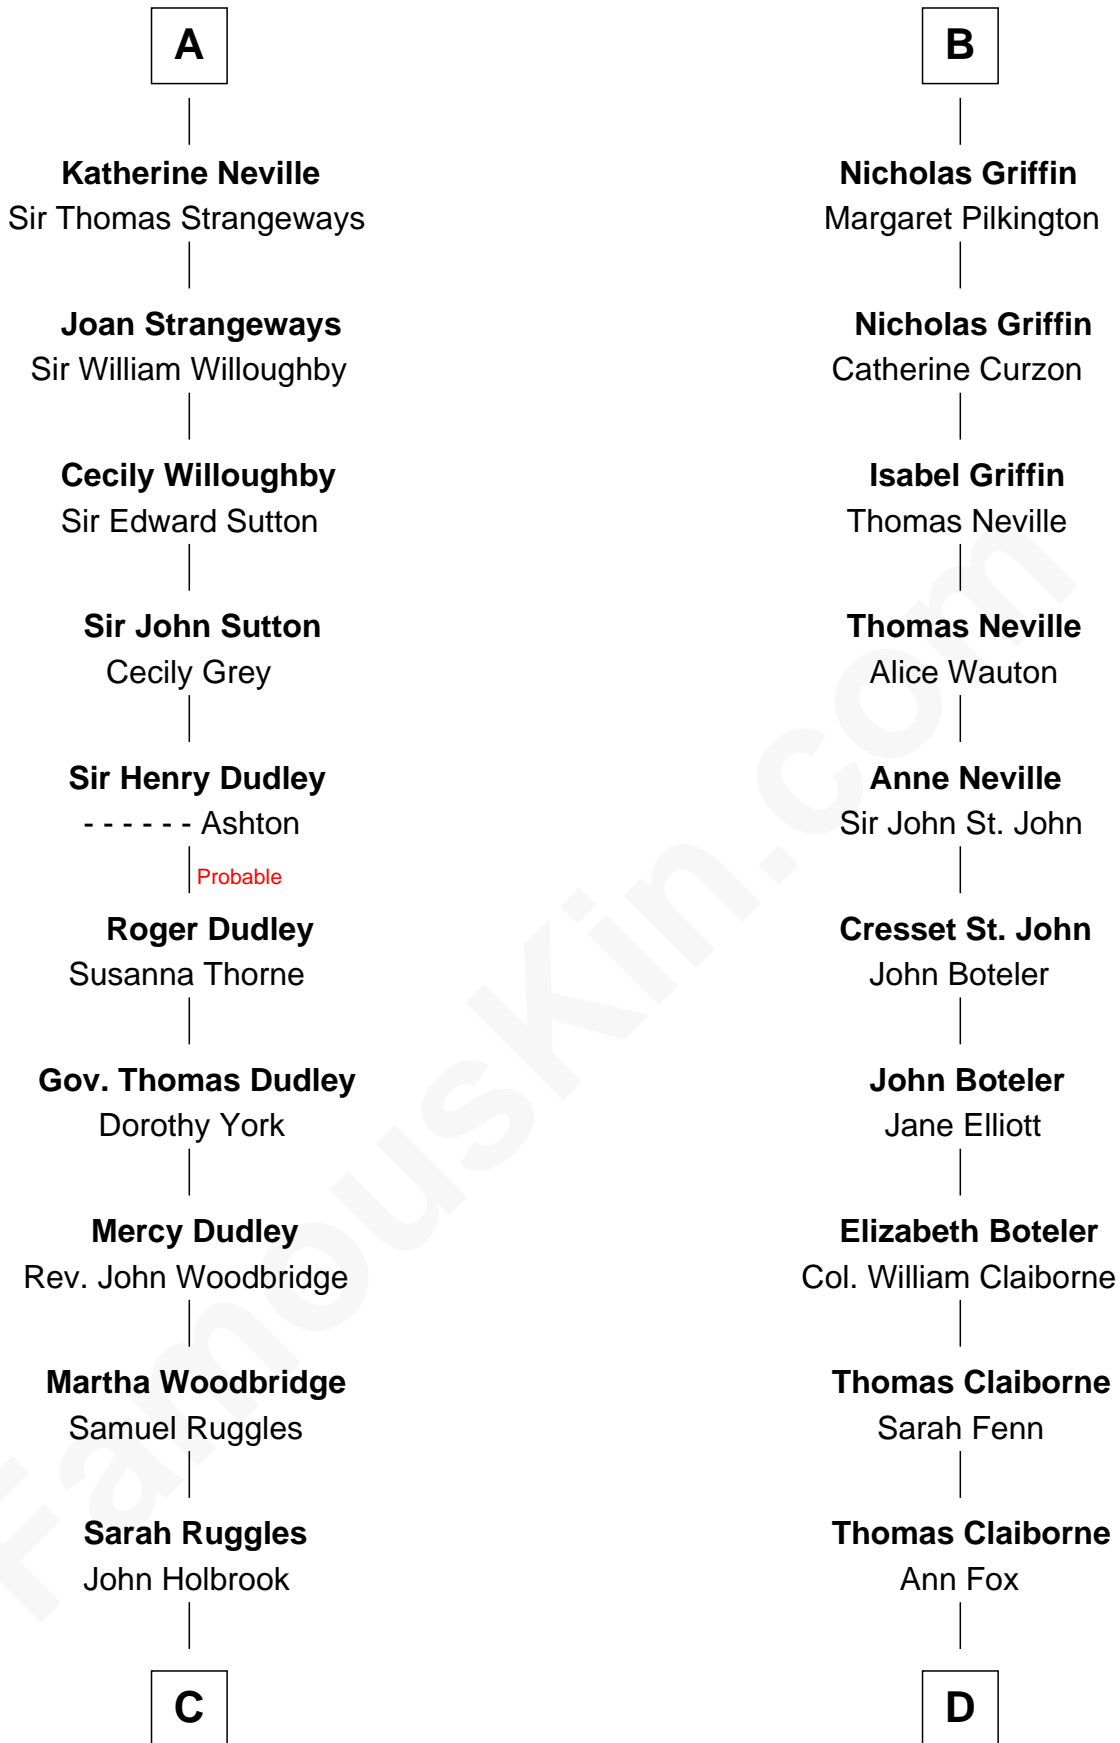 A
Katherine Neville
Sir Thomas Strangeways
Joan Strangeways
Sir William Willoughby
Cecily Willoughby
Sir Edward Sutton
Sir John Sutton
Cecily Grey
Sir Henry Dudley
- - - - - - Ashton
Probable
Roger Dudley
Susanna Thorne
Gov. Thomas Dudley
Dorothy York
Mercy Dudley
Rev. John Woodbridge
Martha Woodbridge
Samuel Ruggles
Sarah Ruggles
John Holbrook
C
B
Nicholas Griffin
Margaret Pilkington
Nicholas Griffin
Catherine Curzon
Isabel Griffin
Thomas Neville
Thomas Neville
Alice Wauton
Anne Neville
Sir John St. John
Cresset St. John
John Boteler
John Boteler
Jane Elliott
Elizabeth Boteler
Col. William Claiborne
Thomas Claiborne
Sarah Fenn
Thomas Claiborne
Ann Fox
D
FamousKin.com